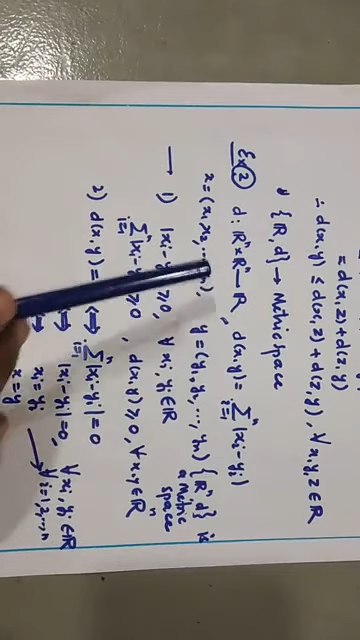 = d(x,z) + d(z,y)
∴ d(x,y) ≤ d(x,z) + d(z,y), ∀ x,y,z ∈ R
{R,d} → Metric space
Ex② d: Rⁿ×Rⁿ→R, d(x,y) = Σⁿᵢ₌₁ |xᵢ-yᵢ|
x = (x₁, x₂, ..., xₙ), y = (y₁, y₂, ..., yₙ) {Rⁿ, d} is a metric space
→ 1) |xᵢ-yᵢ| ≥ 0, ∀ xᵢ, yᵢ ∈ R
Σⁿᵢ₌₁ |xᵢ-yᵢ| ≥ 0, d(x,y) ≥ 0, ∀ x,y ∈ Rⁿ
2) d(x,y) = ⟺ Σⁿᵢ₌₁ |xᵢ-yᵢ| = 0
⟺ |xᵢ-yᵢ| = 0, ∀ xᵢ, yᵢ ∈ R
⟺ xᵢ = yᵢ → ∀ i = 1,2,...,n
x = y